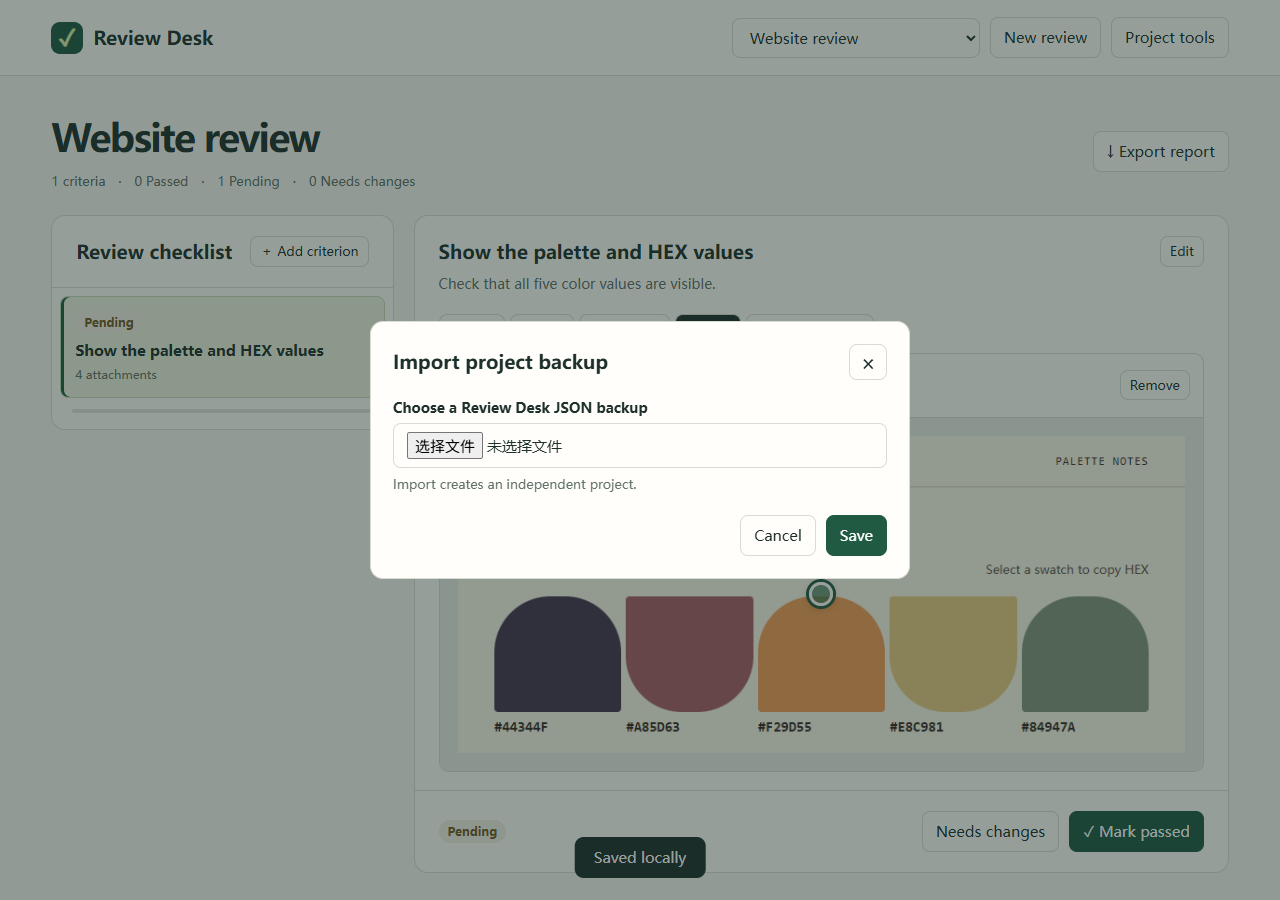 Review Desk
Website review
New review
Project tools
Website review
↓ Export report
1 criteria · 0 Passed · 1 Pending · 0 Needs changes
Review checklist
+ Add criterion
Pending
Show the palette and HEX values
4 attachments
Show the palette and HEX values
Edit
Check that all five color values are visible.
Remove
Import project backup
×
Choose a Review Desk JSON backup
选择文件 未选择文件
Import creates an independent project.
Cancel
Save
PALETTE NOTES
Select a swatch to copy HEX
#44344F
#A85D63
#F29D55
#E8C981
#84947A
Pending
Needs changes
✓ Mark passed
Saved locally